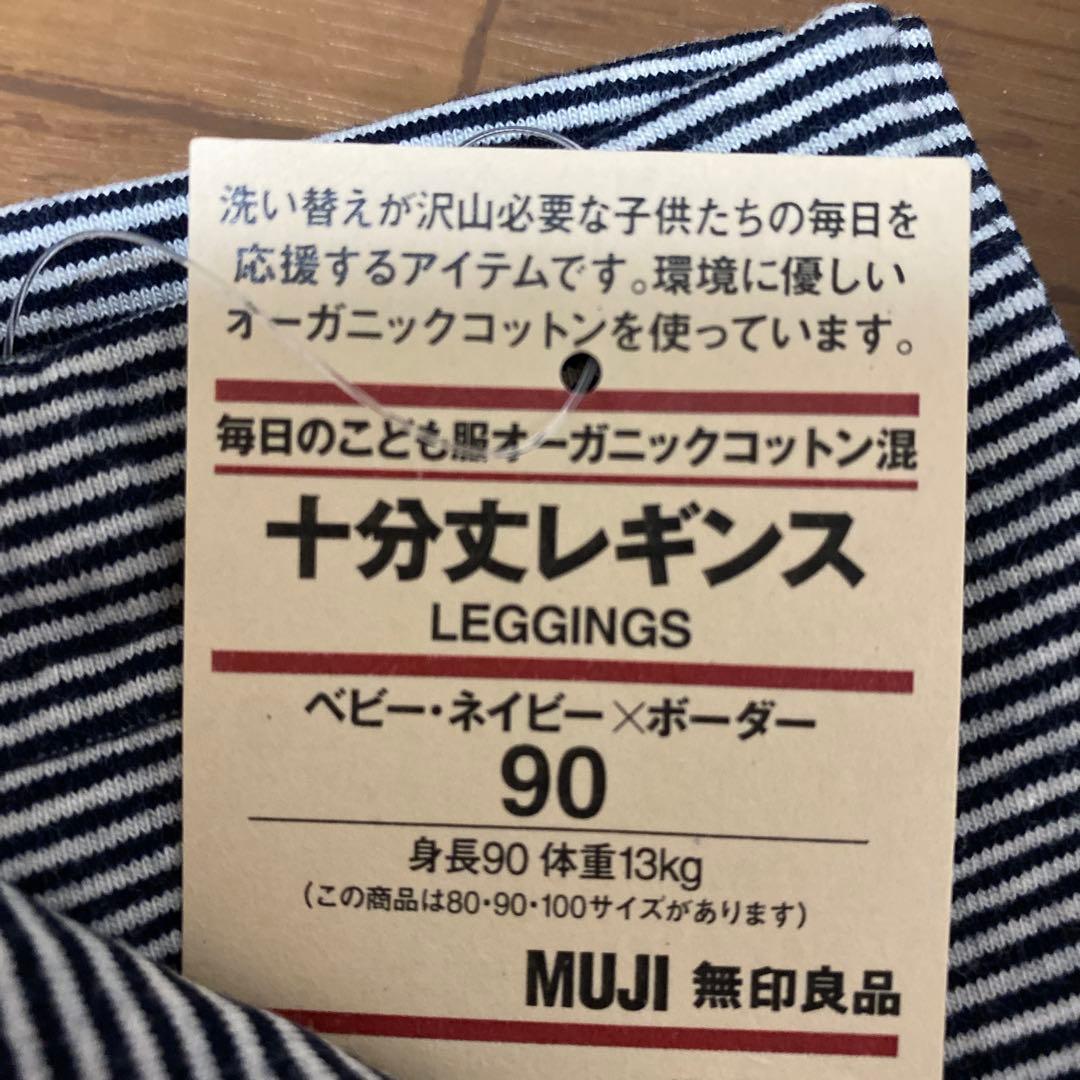 洗い替えが沢山必要な子供たちの毎日を
応援するアイテムです。環境に優しい
オーガニックコットンを使っています。
毎日のこども服オーガニックコットン混
十分丈レギンス
LEGGINGS
ベビー・ネイビー×ボーダー
90
身長90 体重13kg
(この商品は80・90・100サイズがあります)
MUJI 無印良品